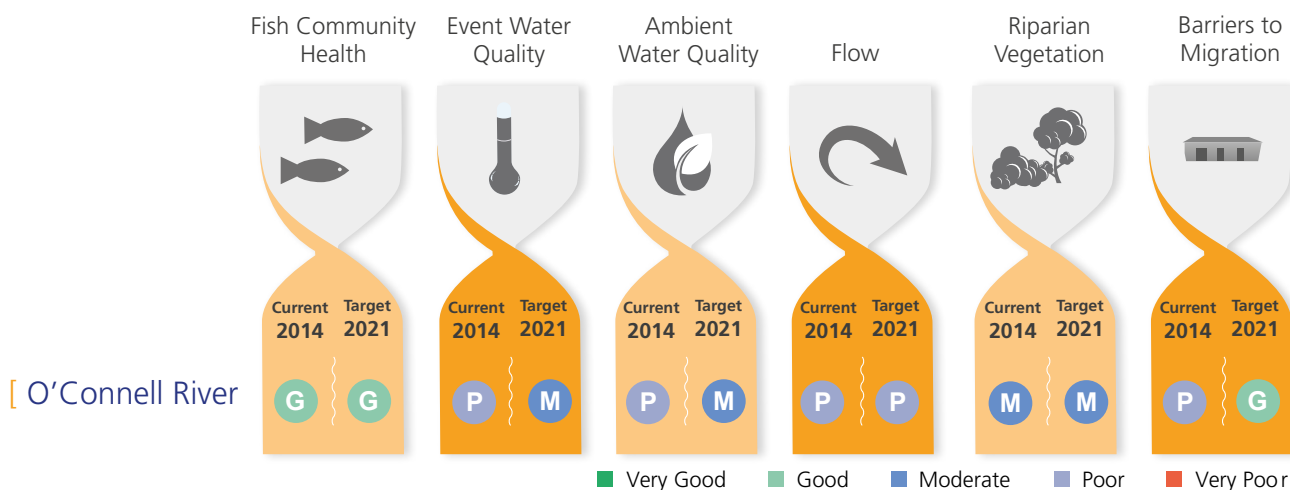 Fish Community
Health
Event Water
Quality
Ambient
Water Quality
Flow
Riparian
Vegetation
Barriers to
Migration
Current Target
2014 2021
Current Target
2014 2021
Current Target
2014 2021
Current Target
2014 2021
Current Target
2014 2021
Current Target
2014 2021
[ O'Connell River
G G
P M
P M
P P
M M
P G
Very Good Good Moderate Poor Very Poor